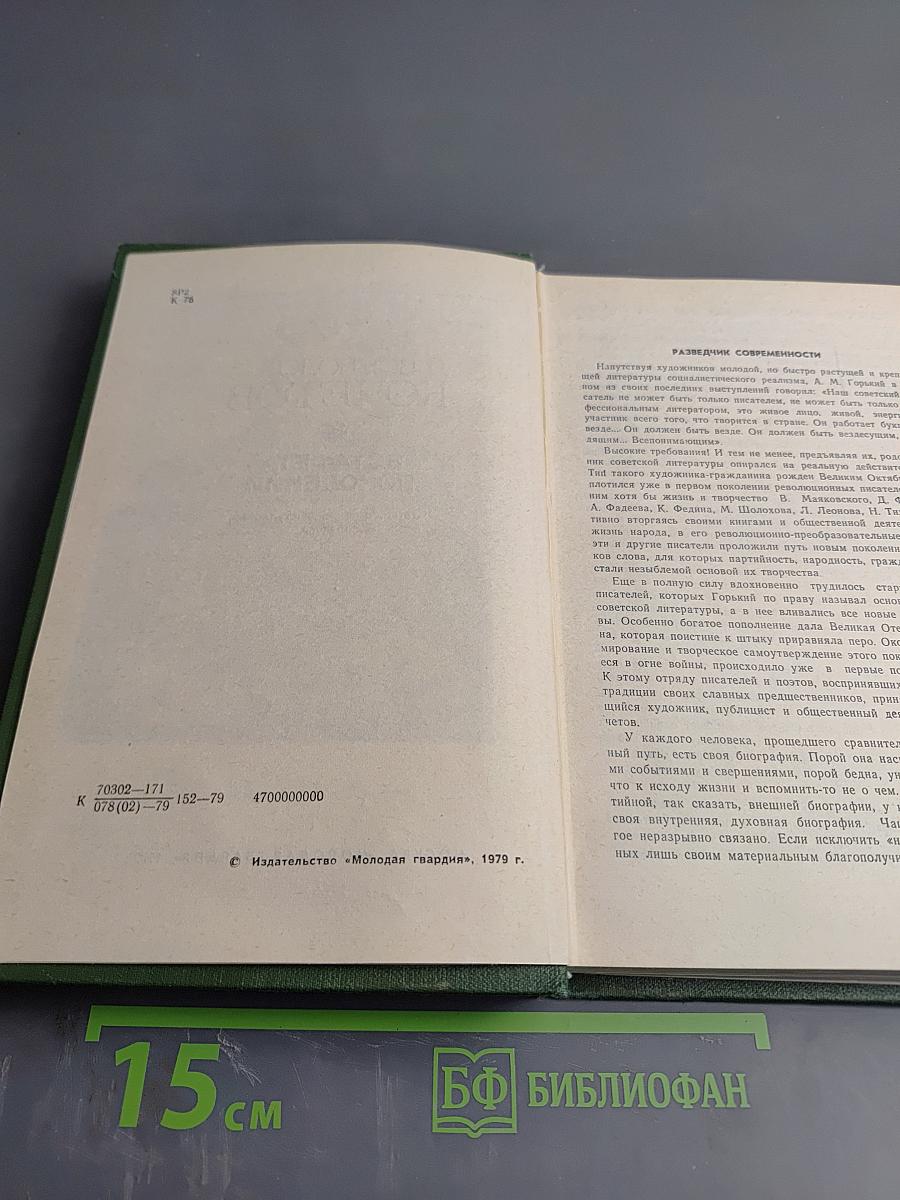 8Р2
К 78
К 70302—171
078(02)—79 152—79 4700000000
© Издательство «Молодая гвардия», 1979 г.
РАЗВЕДЧИК СОВРЕМЕННОСТИ
Напутствуя художников молодой, но быстро растущей и креп
щей литературы социалистического реализма, А. М. Горький в
ном из своих последних выступлений говорил: «Наш советский
сатель не может быть только писателем, не может быть только
фессиональным литератором, это живое лицо, живой, энерг
участник всего того, что творится в стране. Он работает бук
везде... Он должен быть везде. Он должен быть вездесущим,
дящим... Всепонимающим».
Высокие требования! И тем не менее, предъявляя их, родо
ник советской литературы опирался на реальную действите
Тип такого художника-гражданина рожден Великим Октябр
плотился уже в первом поколении революционных писател
ним хотя бы жизнь и творчество В. Маяковского, Д. Ф
А. Фадеева, К. Федина, М. Шолохова, Л. Леонова, Н. Ти
тивно вторгаясь своими книгами и общественной деяте
жизнь народа, в его революционно-преобразовательные
эти и другие писатели проложили путь новым поколен
ков слова, для которых партийность, народность, граж
стали незыблемой основой их творчества.
Еще в полную силу вдохновенно трудилось стар
писателей, которых Горький по праву называл осно
советской литературы, а в нее вливались все новые
вы. Особенно богатое пополнение дала Великая Оте
на, которая поистине к штыку приравняла перо. Око
мирование и творческое самоутверждение этого пок
еся в огне войны, происходило уже в первые по
К этому отряду писателей и поэтов, воспринявших
традиции своих славных предшественников, прин
щийся художник, публицист и общественный де
четов.
У каждого человека, прошедшего сравнител
ный путь, есть своя биография. Порой она нас
ми событиями и свершениями, порой бедна, ун
что к исходу жизни и вспомнить-то не о чем.
тийной, так сказать, внешней биографии, у
своя внутренняя, духовная биография. Ча
гое неразрывно связано. Если исключить «н
ных лишь своим материальным благополучи
15 см
БФ БИБЛИОФАН